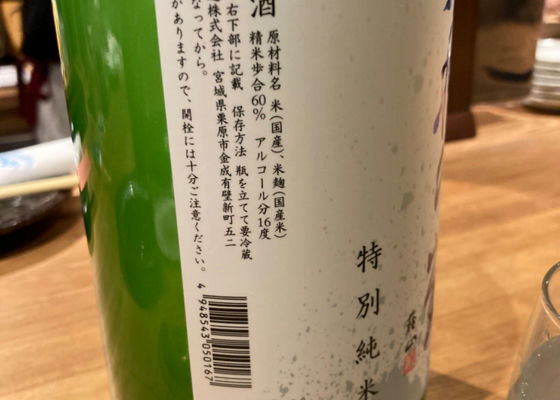 特別純米
酒
原材料名 米(国産)、米麹(国産米)
精米歩合60% アルコール分16度
右下部に記載 保存方法 瓶を立てて要冷蔵
株式会社 宮城県栗原市金成有壁新町五二
なってから。
がありますので、開栓には十分ご注意ください。
4948543050167